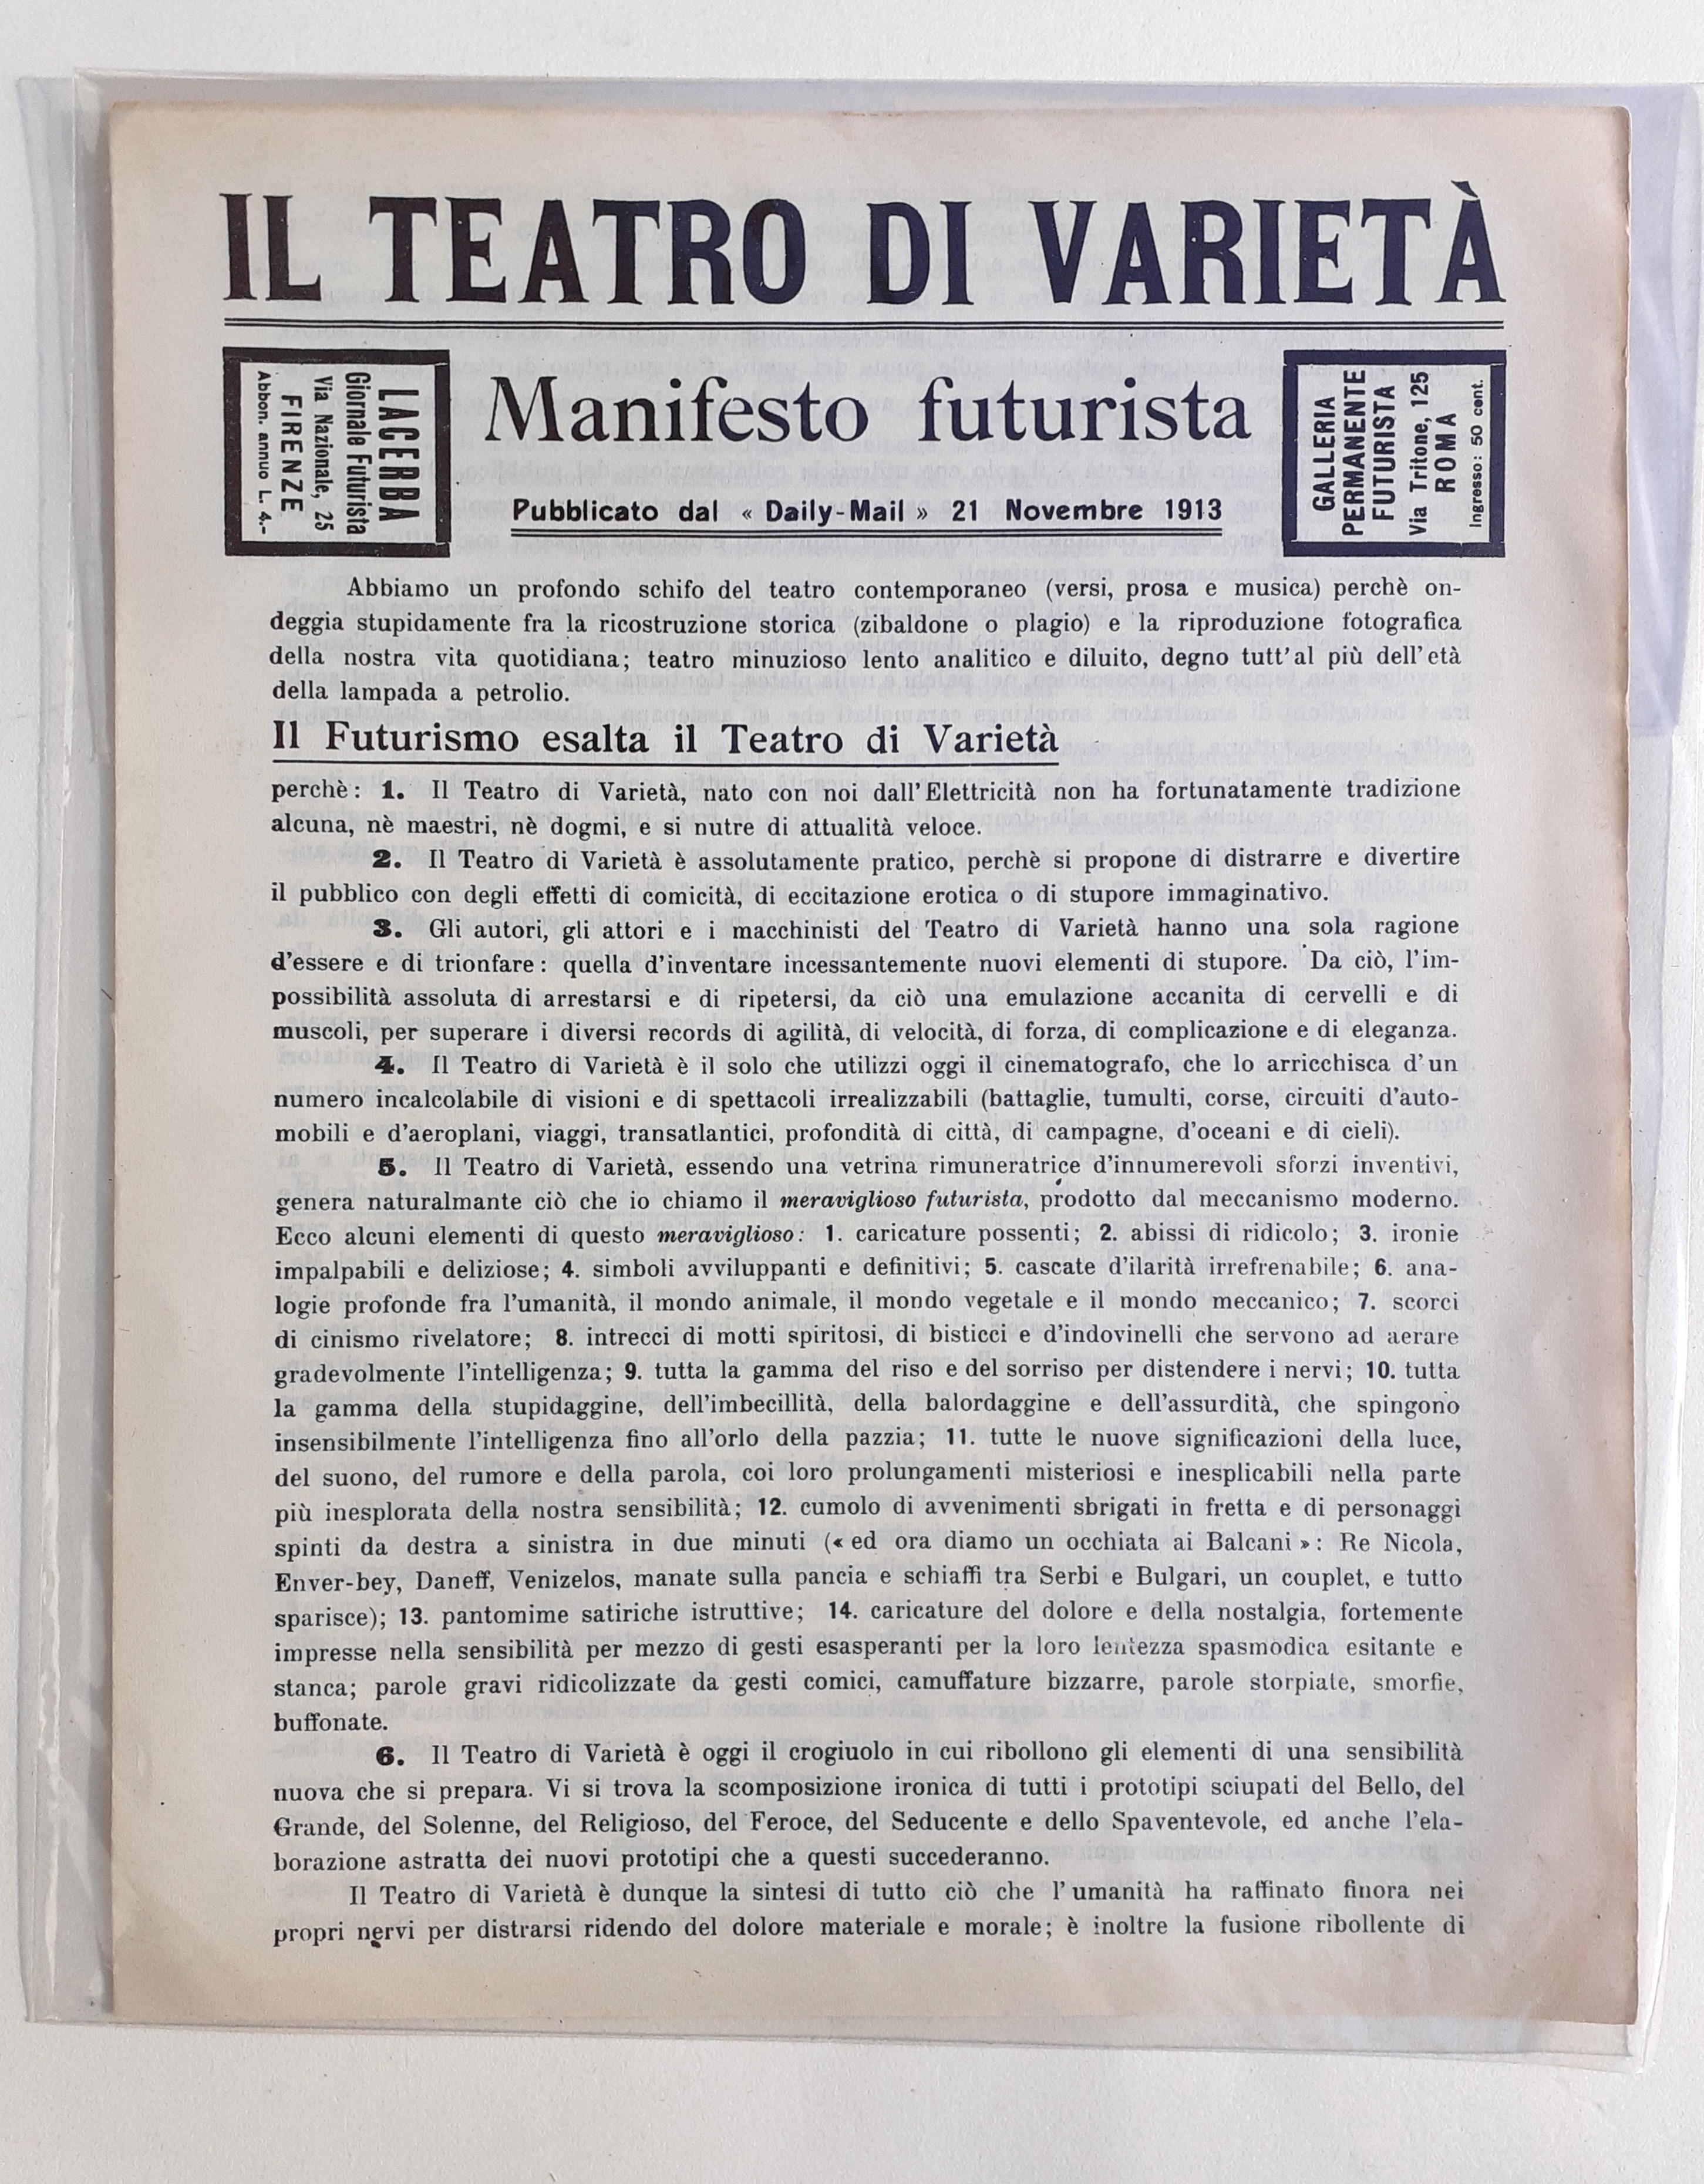 IL TEATRO DI VARIETÀ
LACERBA
Giornale Futurista
Via Nazionale, 25
FIRENZE
Abbon. annuo L. 4.-
Manifesto futurista
Pubblicato dal « Daily-Mail » 21 Novembre 1913
GALLERIA
PERMANENTE
FUTURISTA
Via Tritone, 125
ROMA
Ingresso: 50 cent.
Abbiamo un profondo schifo del teatro contemporaneo (versi, prosa e musica) perchè on-
deggia stupidamente fra la ricostruzione storica (zibaldone o plagio) e la riproduzione fotografica
della nostra vita quotidiana; teatro minuzioso lento analitico e diluito, degno tutt'al più dell'età
della lampada a petrolio.
Il Futurismo esalta il Teatro di Varietà
perchè: 1. Il Teatro di Varietà, nato con noi dall'Elettricità non ha fortunatamente tradizione
alcuna, nè maestri, nè dogmi, e si nutre di attualità veloce.
2. Il Teatro di Varietà è assolutamente pratico, perchè si propone di distrarre e divertire
il pubblico con degli effetti di comicità, di eccitazione erotica o di stupore immaginativo.
3. Gli autori, gli attori e i macchinisti del Teatro di Varietà hanno una sola ragione
d'essere e di trionfare: quella d'inventare incessantemente nuovi elementi di stupore. Da ciò, l'im-
possibilità assoluta di arrestarsi e di ripetersi, da ciò una emulazione accanita di cervelli e di
muscoli, per superare i diversi records di agilità, di velocità, di forza, di complicazione e di eleganza.
4. Il Teatro di Varietà è il solo che utilizzi oggi il cinematografo, che lo arricchisca d'un
numero incalcolabile di visioni e di spettacoli irrealizzabili (battaglie, tumulti, corse, circuiti d'auto-
mobili e d'aeroplani, viaggi, transatlantici, profondità di città, di campagne, d'oceani e di cieli).
5. Il Teatro di Varietà, essendo una vetrina rimuneratrice d'innumerevoli sforzi inventivi,
genera naturalmante ciò che io chiamo il meraviglioso futurista, prodotto dal meccanismo moderno.
Ecco alcuni elementi di questo meraviglioso: 1. caricature possenti; 2. abissi di ridicolo; 3. ironie
impalpabili e deliziose; 4. simboli avviluppanti e definitivi; 5. cascate d'ilarità irrefrenabile; 6. ana-
logie profonde fra l'umanità, il mondo animale, il mondo vegetale e il mondo meccanico; 7. scorci
di cinismo rivelatore; 8. intrecci di motti spiritosi, di bisticci e d'indovinelli che servono ad aerare
gradevolmente l'intelligenza; 9. tutta la gamma del riso e del sorriso per distendere i nervi; 10. tutta
la gamma della stupidaggine, dell'imbecillità, della balordaggine e dell'assurdità, che spingono
insensibilmente l'intelligenza fino all'orlo della pazzia; 11. tutte le nuove significazioni della luce,
del suono, del rumore e della parola, coi loro prolungamenti misteriosi e inesplicabili nella parte
più inesplorata della nostra sensibilità; 12. cumolo di avvenimenti sbrigati in fretta e di personaggi
spinti da destra a sinistra in due minuti (« ed ora diamo un occhiata ai Balcani »: Re Nicola,
Enver-bey, Daneff, Venizelos, manate sulla pancia e schiaffi tra Serbi e Bulgari, un couplet, e tutto
sparisce); 13. pantomime satiriche istruttive; 14. caricature del dolore e della nostalgia, fortemente
impresse nella sensibilità per mezzo di gesti esasperanti per la loro lentezza spasmodica esitante e
stanca; parole gravi ridicolizzate da gesti comici, camuffature bizzarre, parole storpiate, smorfie,
buffonate.
6. Il Teatro di Varietà è oggi il crogiuolo in cui ribollono gli elementi di una sensibilità
nuova che si prepara. Vi si trova la scomposizione ironica di tutti i prototipi sciupati del Bello, del
Grande, del Solenne, del Religioso, del Feroce, del Seducente e dello Spaventevole, ed anche l'ela-
borazione astratta dei nuovi prototipi che a questi succederanno.
Il Teatro di Varietà è dunque la sintesi di tutto ciò che l'umanità ha raffinato finora nei
propri nervi per distrarsi ridendo del dolore materiale e morale; è inoltre la fusione ribollente di